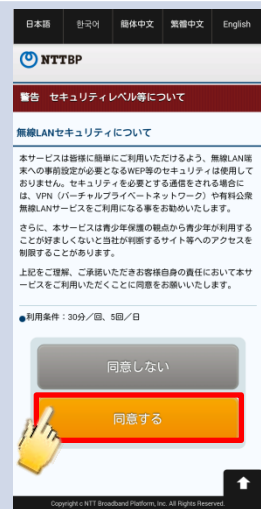 日本語 한국어 簡体中文 繁體中文 English
NTTBP
警告 セキュリティレベル等について
無線LANセキュリティについて
本サービスは皆様に簡単にご利用いただけるよう、無線LAN端
末への事前設定が必要となるWEP等のセキュリティは使用して
おりません。セキュリティを必要とする通信をされる場合に
は、VPN（バーチャルプライベートネットワーク）や有料公衆
無線LANサービスをご利用になる事をお勧めいたします。
さらに、本サービスは青少年保護の観点から青少年が利用する
ことが好ましくないと当社が判断するサイト等へのアクセスを
制限することがあります。
上記をご理解、ご承諾いただきお客様自身の責任において本サ
ービスをご利用いただくことに同意をお願いいたします。
●利用条件：30分／回、5回／日
同意しない
同意する
Copyright c NTT Broadband Platform, Inc. All Rights Reserved.